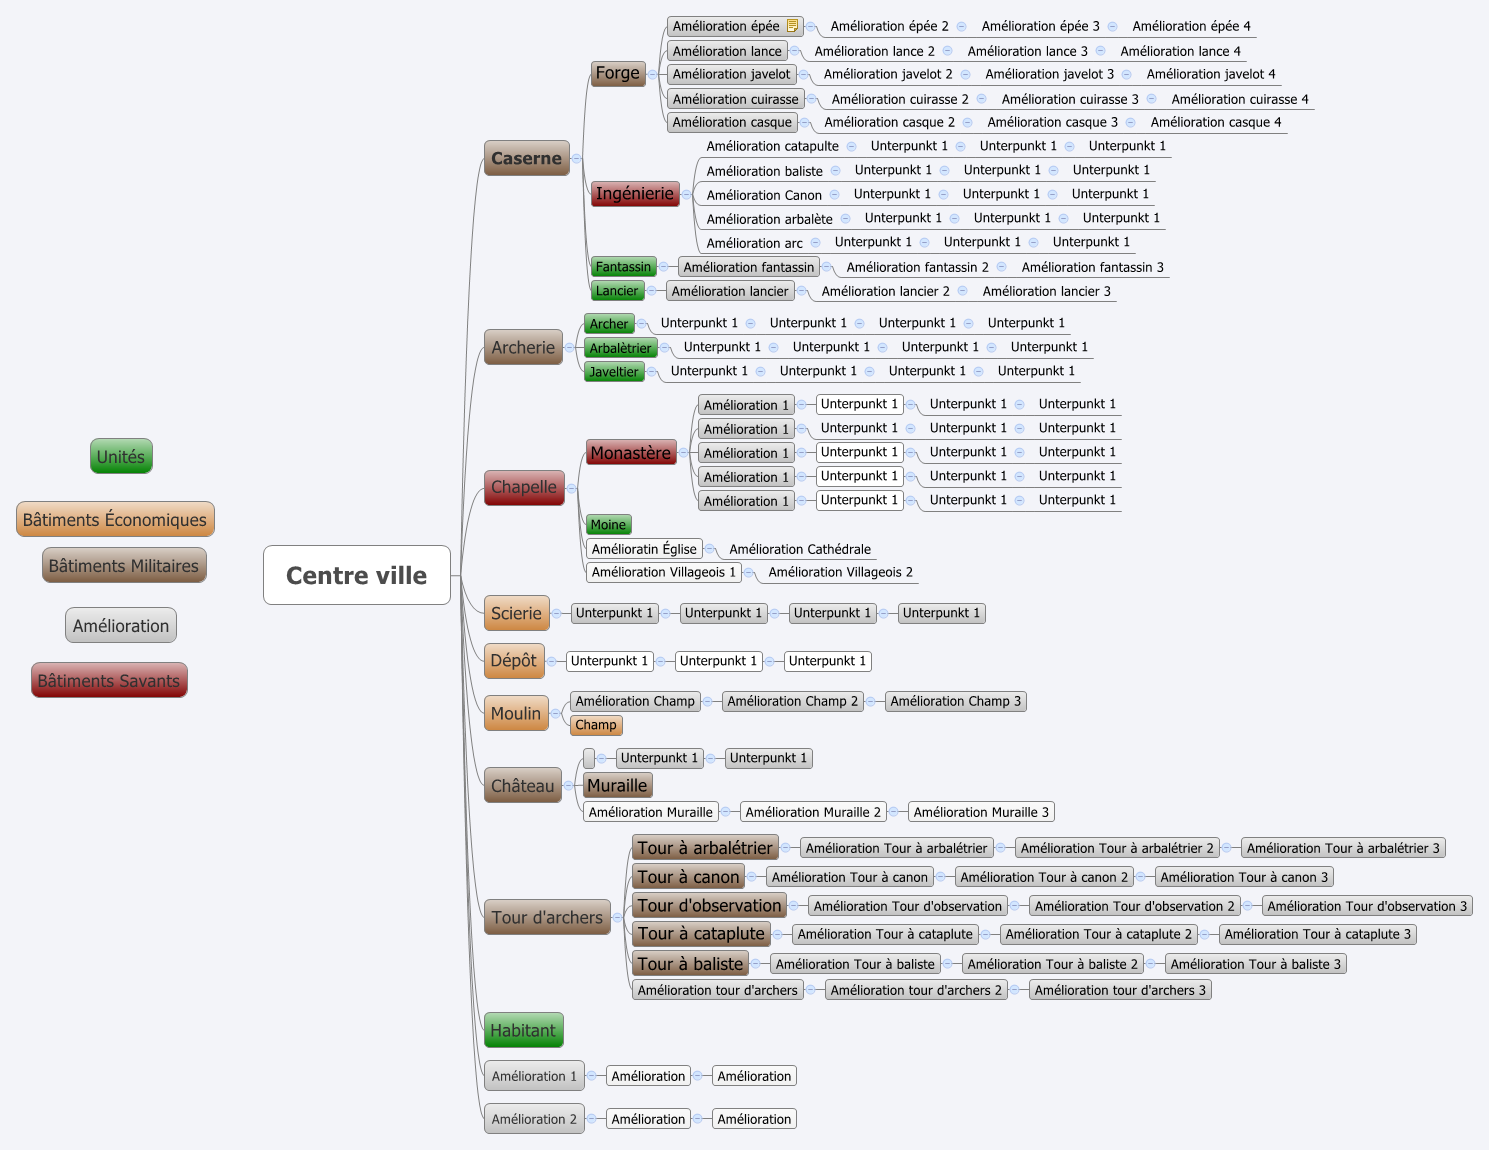 Unités
Bâtiments Économiques
Bâtiments Militaires
Amélioration
Bâtiments Savants
Centre ville
Caserne
Forge
Amélioration épée Amélioration épée 2 Amélioration épée 3 Amélioration épée 4
Amélioration lance Amélioration lance 2 Amélioration lance 3 Amélioration lance 4
Amélioration javelot Amélioration javelot 2 Amélioration javelot 3 Amélioration javelot 4
Amélioration cuirasse Amélioration cuirasse 2 Amélioration cuirasse 3 Amélioration cuirasse 4
Amélioration casque Amélioration casque 2 Amélioration casque 3 Amélioration casque 4
Ingénierie
Amélioration catapulte Unterpunkt 1 Unterpunkt 1 Unterpunkt 1
Amélioration baliste Unterpunkt 1 Unterpunkt 1 Unterpunkt 1
Amélioration Canon Unterpunkt 1 Unterpunkt 1 Unterpunkt 1
Amélioration arbalète Unterpunkt 1 Unterpunkt 1 Unterpunkt 1
Amélioration arc Unterpunkt 1 Unterpunkt 1 Unterpunkt 1
Fantassin Amélioration fantassin Amélioration fantassin 2 Amélioration fantassin 3
Lancier Amélioration lancier Amélioration lancier 2 Amélioration lancier 3
Archerie
Archer Unterpunkt 1 Unterpunkt 1 Unterpunkt 1 Unterpunkt 1
Arbalètrier Unterpunkt 1 Unterpunkt 1 Unterpunkt 1 Unterpunkt 1
Javeltier Unterpunkt 1 Unterpunkt 1 Unterpunkt 1 Unterpunkt 1
Chapelle
Monastère
Amélioration 1 Unterpunkt 1 Unterpunkt 1 Unterpunkt 1
Amélioration 1 Unterpunkt 1 Unterpunkt 1 Unterpunkt 1
Amélioration 1 Unterpunkt 1 Unterpunkt 1 Unterpunkt 1
Amélioration 1 Unterpunkt 1 Unterpunkt 1 Unterpunkt 1
Amélioration 1 Unterpunkt 1 Unterpunkt 1 Unterpunkt 1
Moine
Amélioratin Église Amélioration Cathédrale
Amélioration Villageois 1 Amélioration Villageois 2
Scierie Unterpunkt 1 Unterpunkt 1 Unterpunkt 1 Unterpunkt 1
Dépôt Unterpunkt 1 Unterpunkt 1 Unterpunkt 1
Moulin
Amélioration Champ Amélioration Champ 2 Amélioration Champ 3
Champ
Château
Unterpunkt 1 Unterpunkt 1
Muraille
Amélioration Muraille Amélioration Muraille 2 Amélioration Muraille 3
Tour d'archers
Tour à arbalétrier Amélioration Tour à arbalétrier Amélioration Tour à arbalétrier 2 Amélioration Tour à arbalétrier 3
Tour à canon Amélioration Tour à canon Amélioration Tour à canon 2 Amélioration Tour à canon 3
Tour d'observation Amélioration Tour d'observation Amélioration Tour d'observation 2 Amélioration Tour d'observation 3
Tour à cataplute Amélioration Tour à cataplute Amélioration Tour à cataplute 2 Amélioration Tour à cataplute 3
Tour à baliste Amélioration Tour à baliste Amélioration Tour à baliste 2 Amélioration Tour à baliste 3
Amélioration tour d'archers Amélioration tour d'archers 2 Amélioration tour d'archers 3
Habitant
Amélioration 1 Amélioration Amélioration
Amélioration 2 Amélioration Amélioration